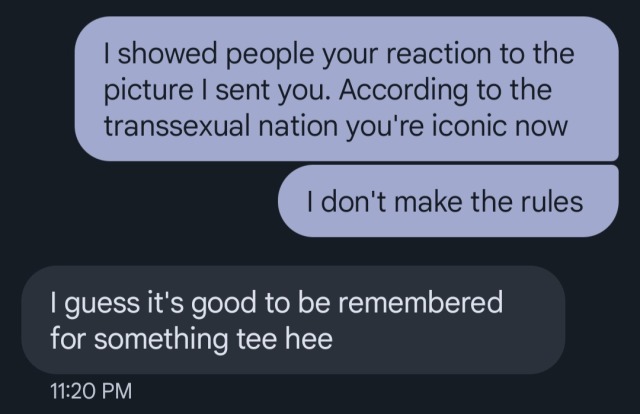 I showed people your reaction to the
picture I sent you. According to the
transsexual nation you're iconic now
I don't make the rules
I guess it's good to be remembered
for something tee hee
11:20 PM